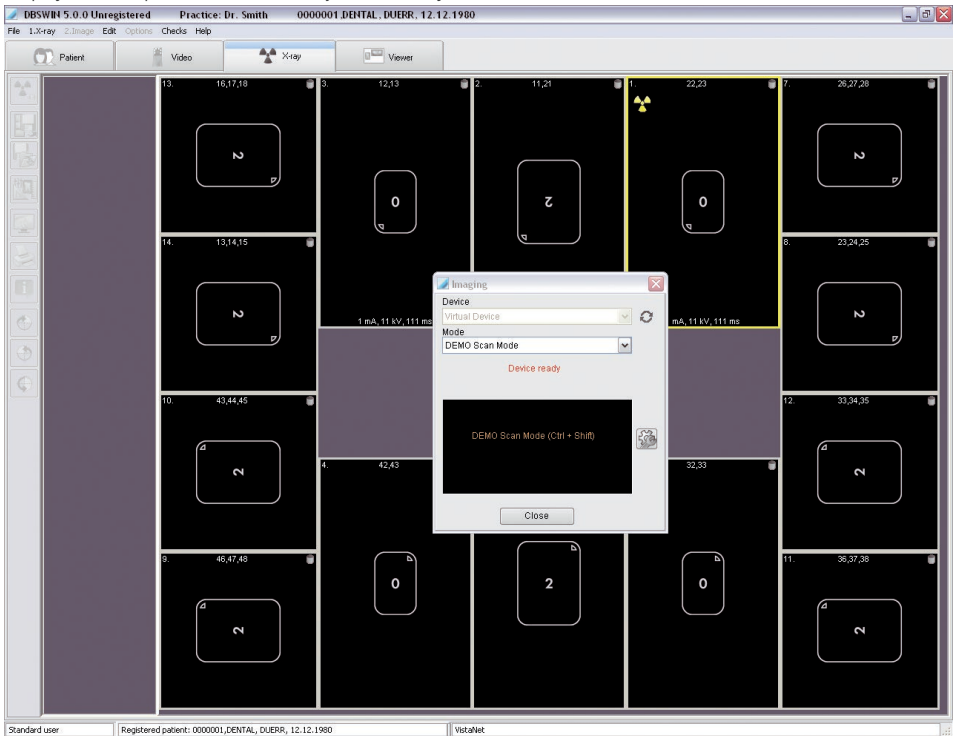 DBSWIN 5.0.0 Unregistered Practice: Dr. Smith 0000001 ,DENTAL , DUERR, 12.12.1980
File 1.X-ray 2.Image Edit Options Checks Help
Patient Video X-ray Viewer
13. 16,17,18
3. 12,13
2. 11,21
1. 22,23
7. 26,27,28
2
0
2
0
2
14. 13,14,15
8. 23,24,25
2
2
1 mA, 11 kV, 111 ms
mA, 11 kV, 111 ms
Imaging
Device
Virtual Device
Mode
DEMO Scan Mode
Device ready
DEMO Scan Mode (Ctrl + Shift)
Close
10. 43,44,45
12. 33,34,35
2
2
4. 42,43
32,33
9. 46,47,48
11. 36,37,38
0
2
0
2
2
Standard user
Registered patient: 0000001,DENTAL, DUERR, 12.12.1980
VistaNet